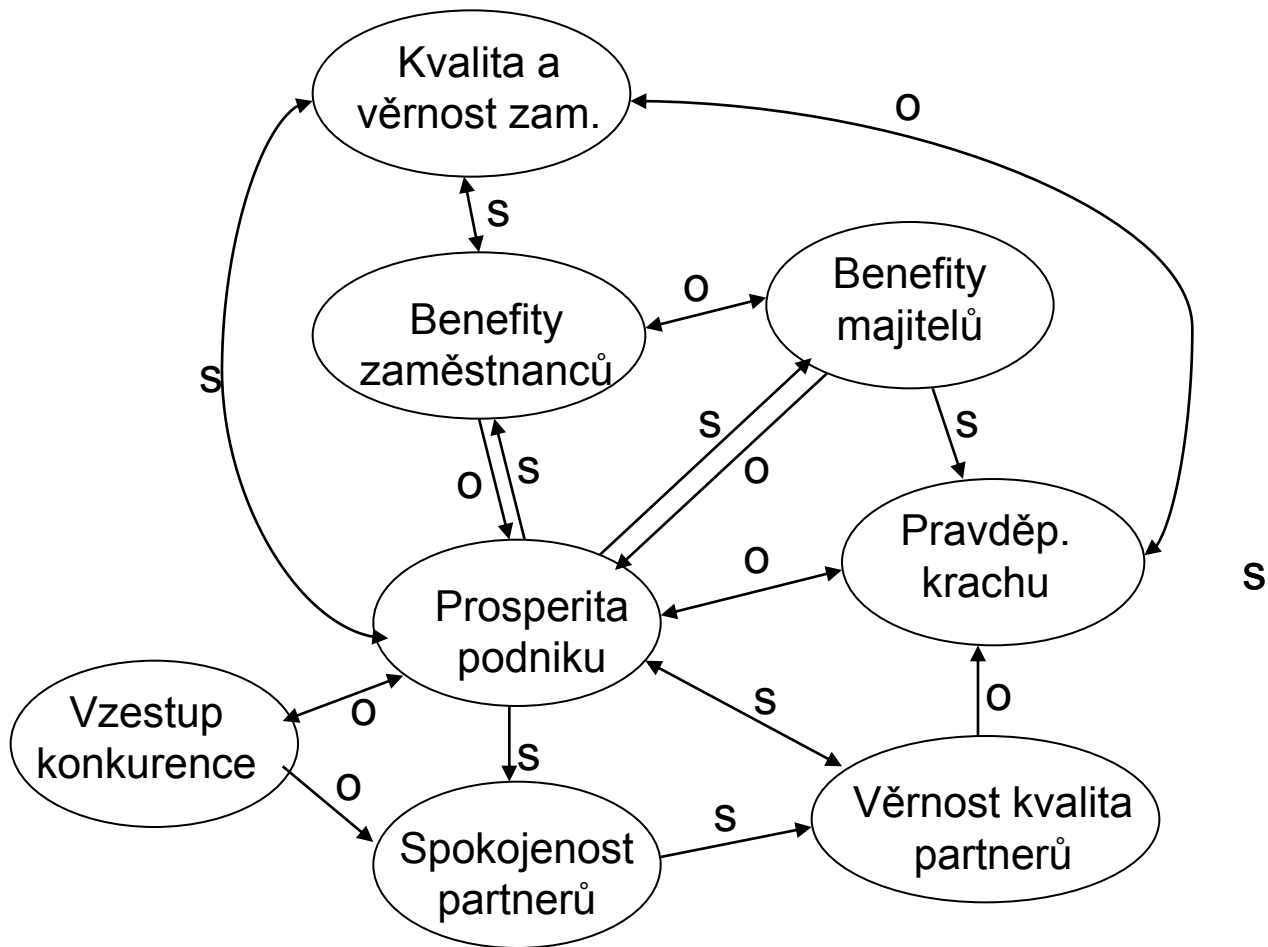 Kvalita a
věrnost zam.
o
s
Benefity
majitelů
o
Benefity
zaměstnanců
s
s
s
o
s
o
Pravděp.
krachu
o
s
Prosperita
podniku
Vzestup
konkurence
o
s
o
s
o
Věrnost kvalita
partnerů
s
Spokojenost
partnerů